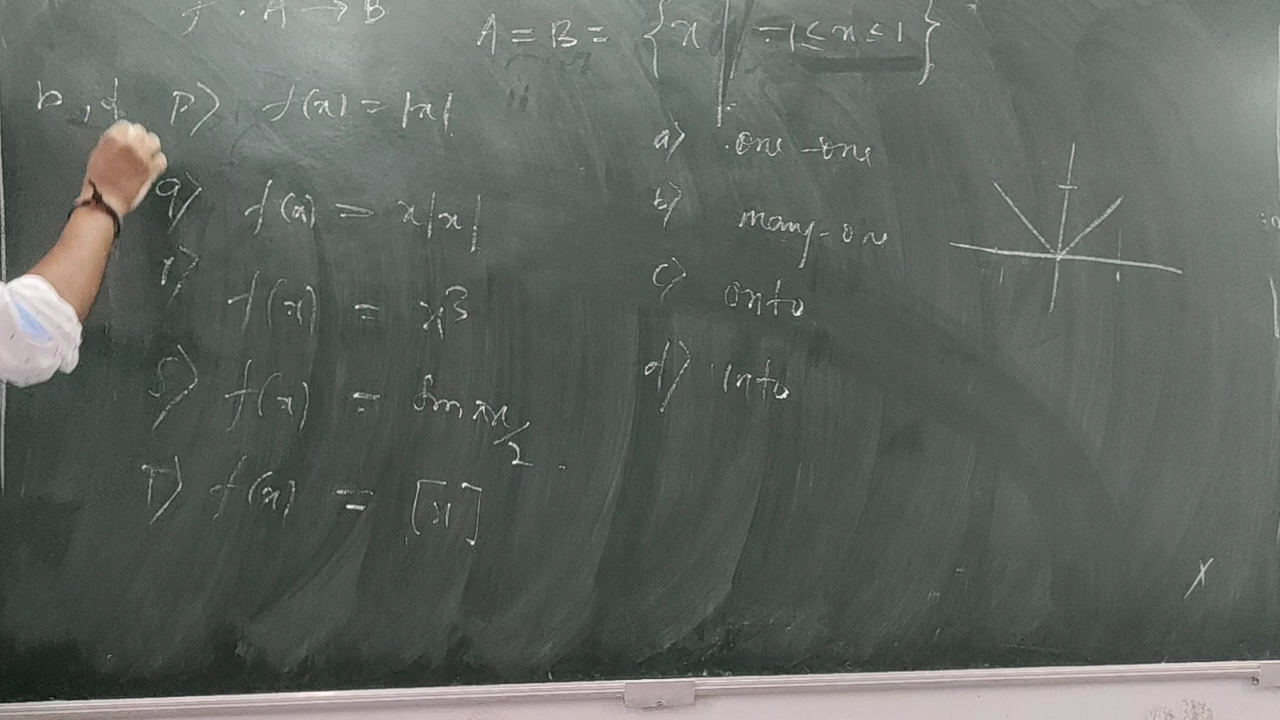 f : A → B
A = B = {x | -1 ≤ x ≤ 1}
b, d p) f(x) = |x|
q) f(x) = x|x|
r) f(x) = x³
s) f(x) = Sin πx/2
T) f(x) = [x]
a) one-one
b) many-one
c) onto
d) into